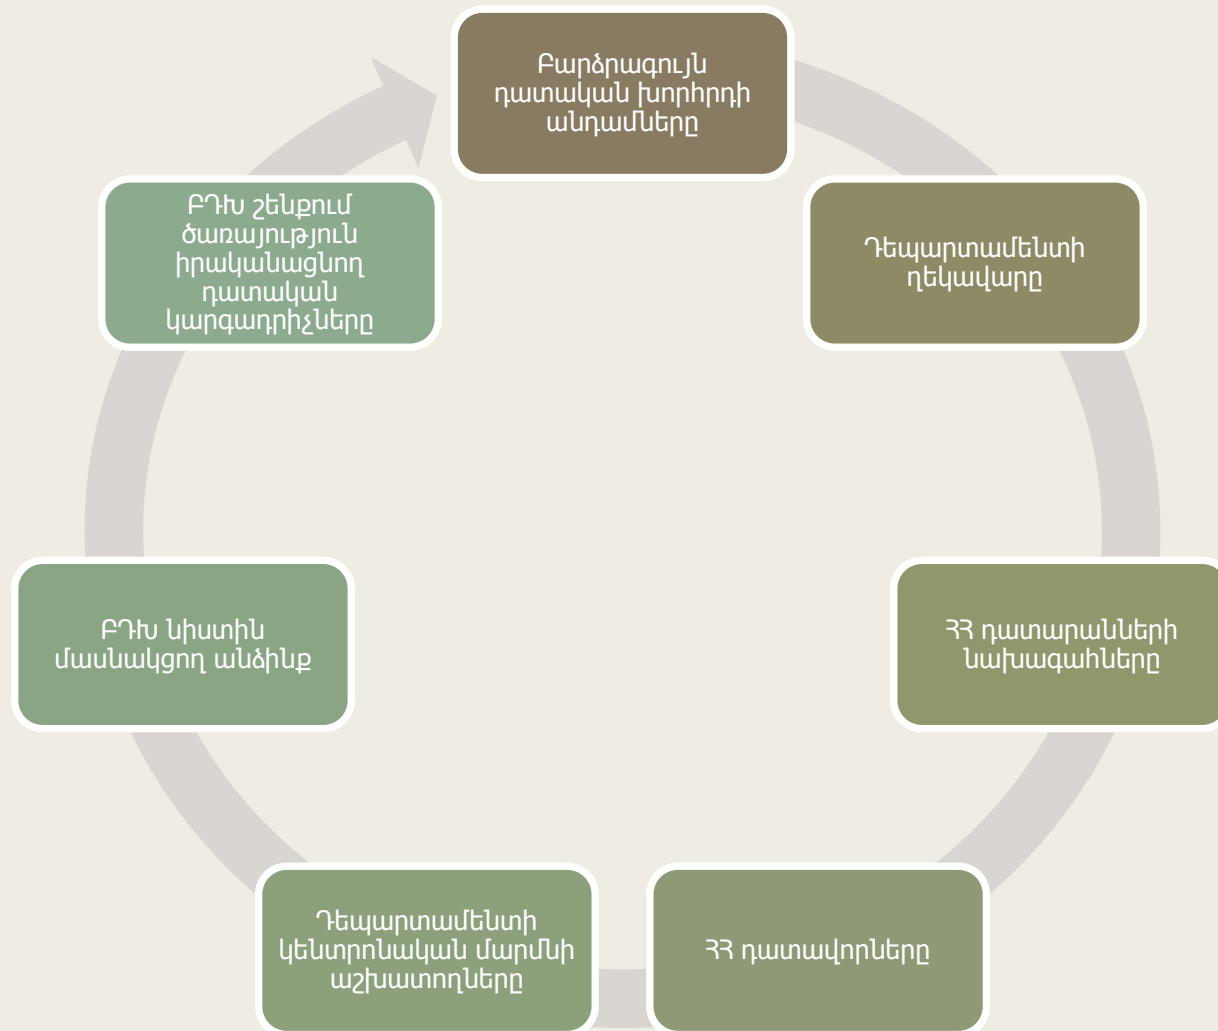 Բարձրագույն
դատական խորհրդի
անդամները
Դեպարտամենտի
ղեկավարը
ՀՀ դատարանների
նախագահները
ՀՀ դատավորները
Դեպարտամենտի
կենտրոնական մարմնի
աշխատողները
ԲԴԽ նիստին
մասնակցող անձինք
ԲԴԽ շենքում
ծառայություն
իրականացնող
դատական
կարգադրիչները